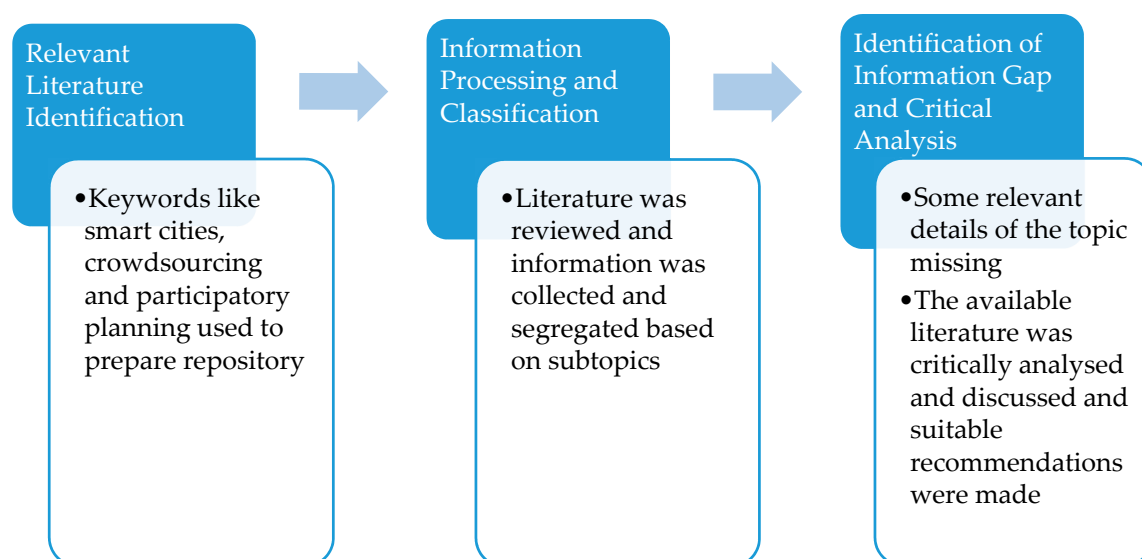 Relevant
Literature
Identification
•Keywords like
smart cities,
crowdsourcing
and participatory
planning used to
prepare repository
Information
Processing and
Classification
•Literature was
reviewed and
information was
collected and
segregated based
on subtopics
Identification of
Information Gap
and Critical
Analysis
•Some relevant
details of the topic
missing
•The available
literature was
critically analysed
and discussed and
suitable
recommendations
were made